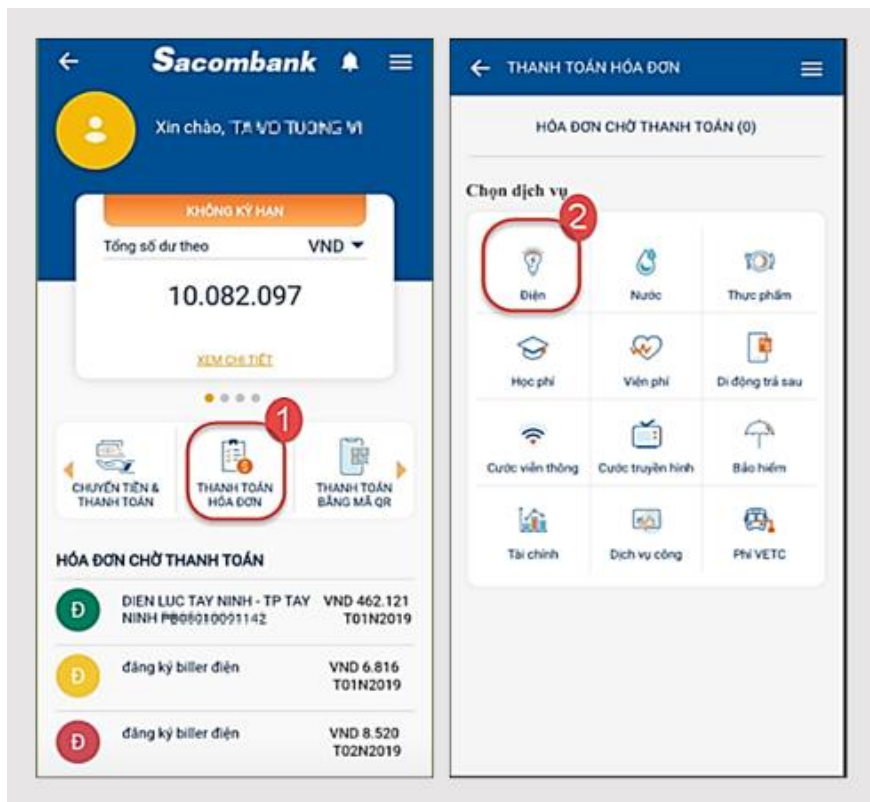 Sacombank
Xin chào, TA VO TUONG VI
KHÔNG KỲ HẠN
Tổng số dư theo VND
10.082.097
XEM CHI TIẾT
1
CHUYỂN TIỀN &
THANH TOÁN
THANH TOÁN
HÓA ĐƠN
THANH TOÁN
BẰNG MÃ QR
HÓA ĐƠN CHỜ THANH TOÁN
Đ
DIEN LUC TAY NINH - TP TAY VND 462.121
NINH T01N2019
Đ
đăng ký biller điện VND 6.816
T01N2019
Đ
đăng ký biller điện VND 8.520
T02N2019
THANH TOÁN HÓA ĐƠN
HÓA ĐƠN CHỜ THANH TOÁN (0)
Chọn dịch vụ
2
Điện Nước Thực phẩm
Học phí Viện phí Di động trả sau
Cước viễn thông Cước truyền hình Bảo hiểm
Tài chính Dịch vụ công Phí VETC